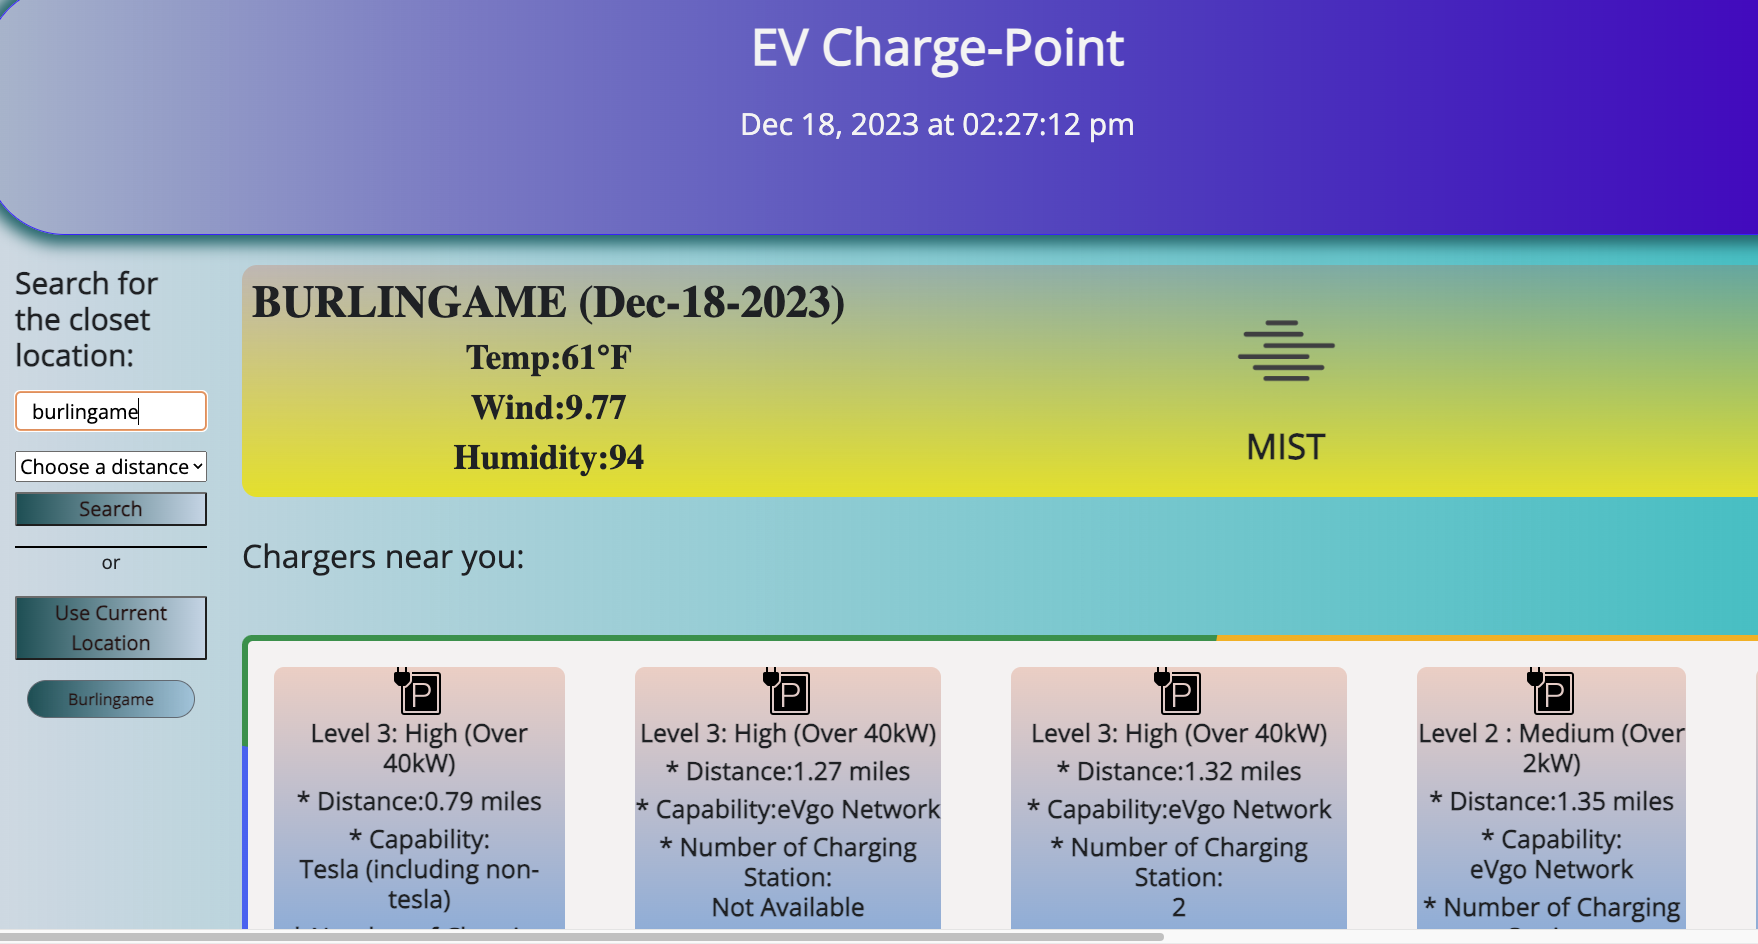 EV Charge-Point
Dec 18, 2023 at 02:27:12 pm
Search for
the closet
location:
burlingame
Choose a distance
Search
or
Use Current
Location
Burlingame
BURLINGAME (Dec-18-2023)
Temp:61°F
Wind:9.77
Humidity:94
MIST
Chargers near you:
P
Level 3: High (Over
40kW)
* Distance:0.79 miles
* Capability:
Tesla (including non-
tesla)
P
Level 3: High (Over 40kW)
* Distance:1.27 miles
* Capability:eVgo Network
* Number of Charging
Station:
Not Available
P
Level 3: High (Over 40kW)
* Distance:1.32 miles
* Capability:eVgo Network
* Number of Charging
Station:
2
P
Level 2 : Medium (Over
2kW)
* Distance:1.35 miles
* Capability:
eVgo Network
* Number of Charging